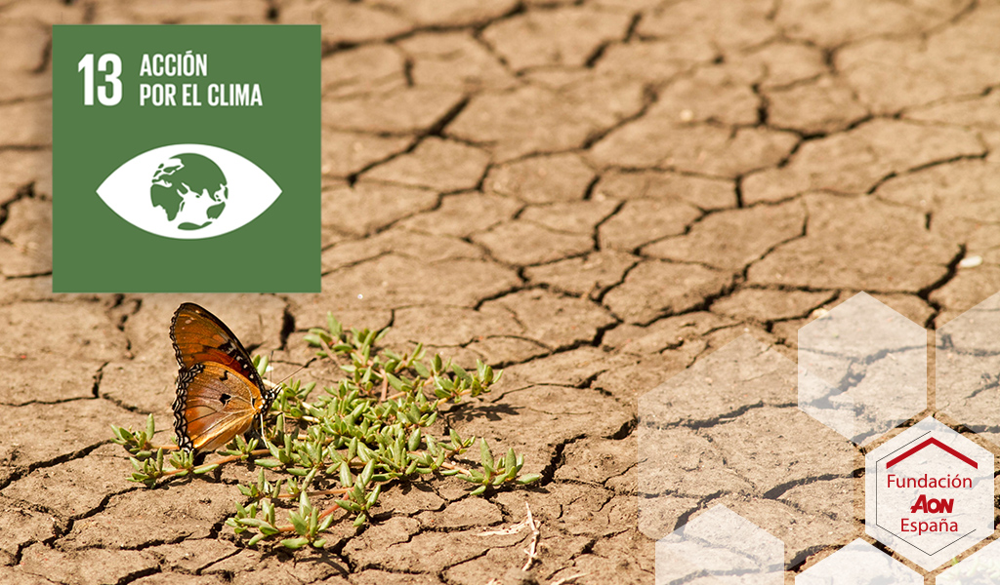 13 ACCIÓN
POR EL CLIMA
Fundación
AON
España